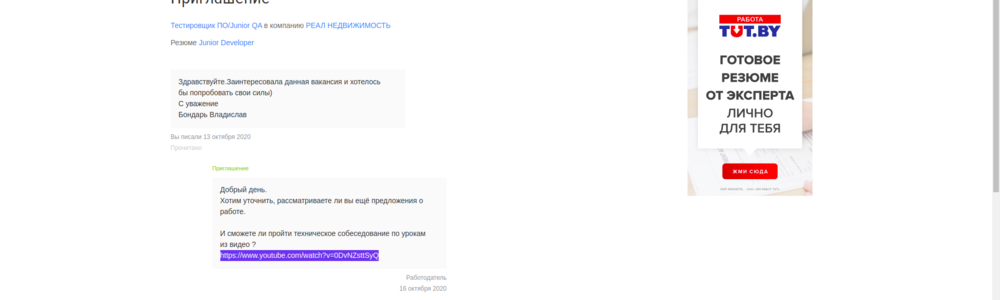 Приглашение
Тестировщик ПО/Junior QA в компанию РЕАЛ НЕДВИЖИМОСТЬ
Резюме Junior Developer
Здравствуйте.Заинтересовала данная вакансия и хотелось
бы попробовать свои силы)
С уважение
Бондарь Владислав
Вы писали 13 октября 2020
Прочитано
Приглашение
Добрый день.
Хотим уточнить, рассматриваете ли вы ещё предложения о
работе.
И сможете ли пройти техническое собеседование по урокам
из видео ?
https://www.youtube.com/watch?v=0DvNZsttSyQ
Работодатель
16 октября 2020
РАБОТА
TUT.BY
ГОТОВОЕ
РЕЗЮМЕ
ОТ ЭКСПЕРТА
ЛИЧНО
ДЛЯ ТЕБЯ
ЖМИ СЮДА